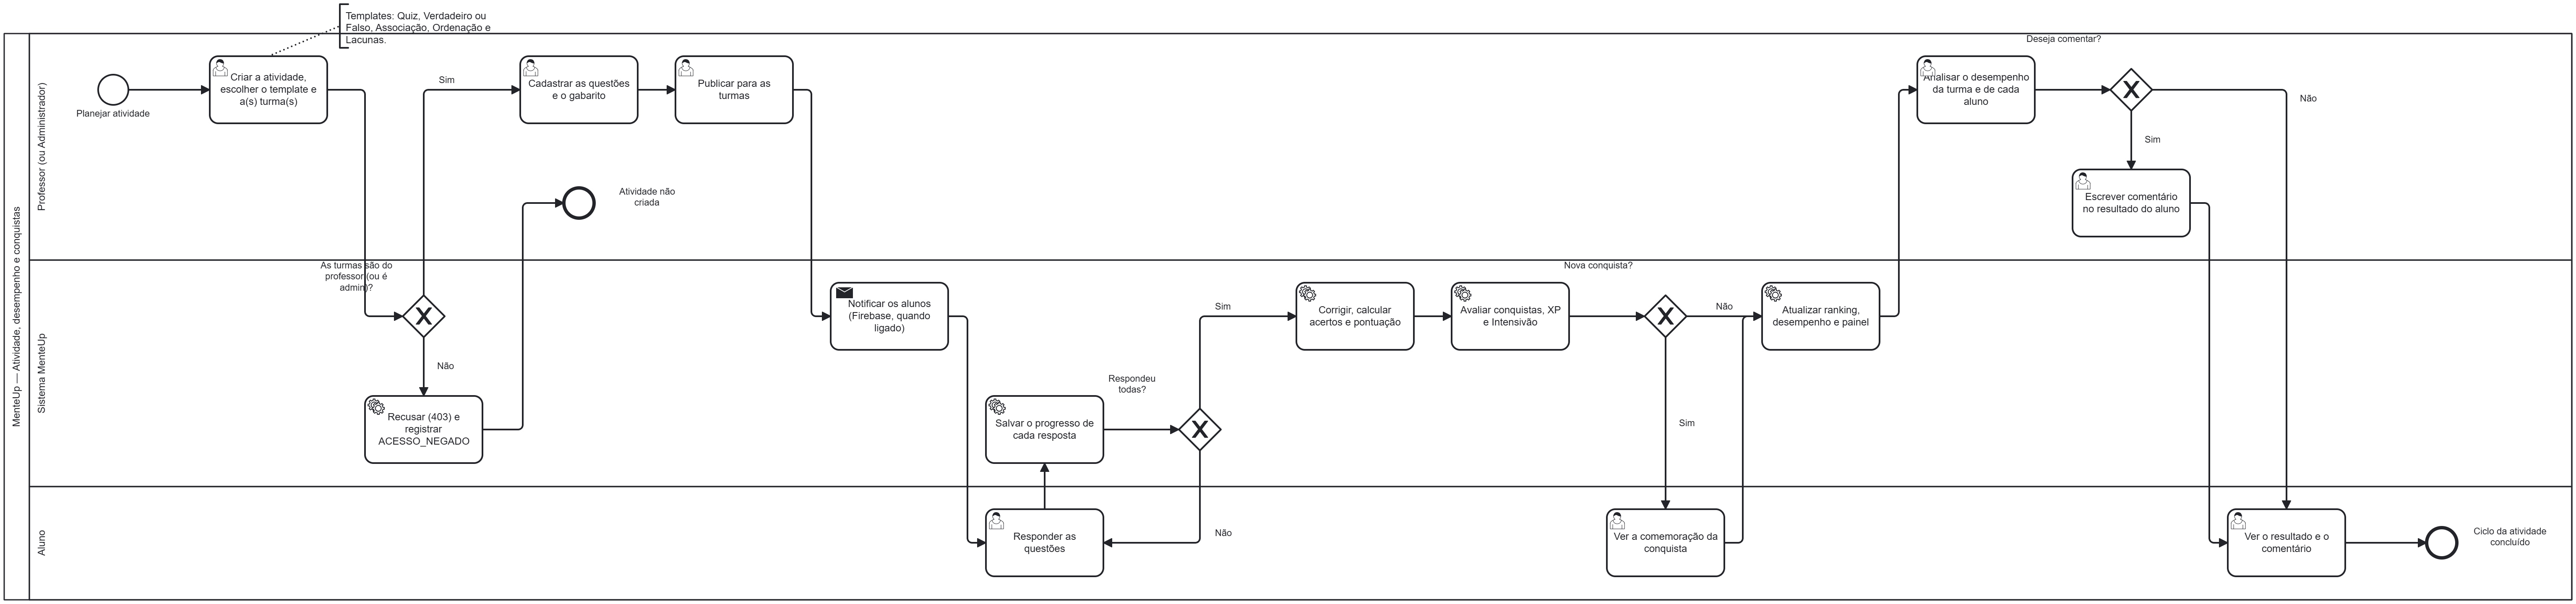 Templates: Quiz, Verdadeiro ou
Falso, Associação, Ordenação e
Lacunas.
MenteUp — Atividade, desempenho e conquistas
Professor (ou Administrador)
Planejar atividade
Criar a atividade,
escolher o template e
a(s) turma(s)
Sim
Cadastrar as questões
e o gabarito
Publicar para as
turmas
Atividade não
criada
Deseja comentar?
Analisar o desempenho
da turma e de cada
aluno
Não
Sim
Escrever comentário
no resultado do aluno
Sistema MenteUp
As turmas são do
professor (ou é
admin)?
Não
Recusar (403) e
registrar
ACESSO_NEGADO
Notificar os alunos
(Firebase, quando
ligado)
Salvar o progresso de
cada resposta
Respondeu
todas?
Sim
Corrigir, calcular
acertos e pontuação
Avaliar conquistas, XP
e Intensivão
Nova conquista?
Não
Sim
Atualizar ranking,
desempenho e painel
Aluno
Responder as
questões
Não
Ver a comemoração da
conquista
Ver o resultado e o
comentário
Ciclo da atividade
concluído